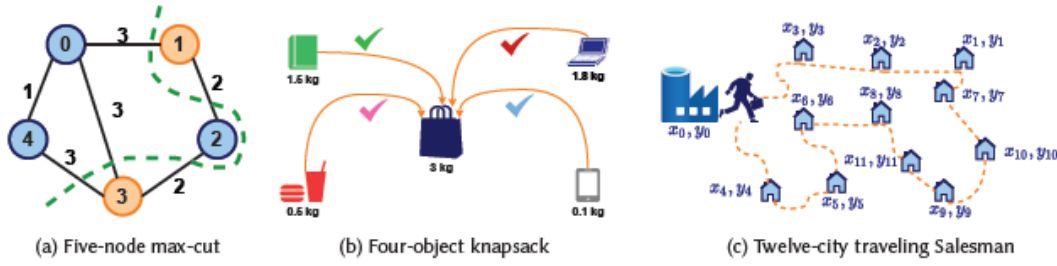 0
3
1
1
3
2
4
2
3
2
3
(a) Five-node max-cut
1.5 kg
1.8 kg
3 kg
0.5 kg
0.1 kg
(b) Four-object knapsack
x₃, y₃
x₂, y₂
x₁, y₁
x₀, y₀
x₆, y₆
x₈, y₈
x₇, y₇
x₁₁, y₁₁
x₁₀, y₁₀
x₄, y₄
x₅, y₅
x₉, y₉
(c) Twelve-city traveling Salesman